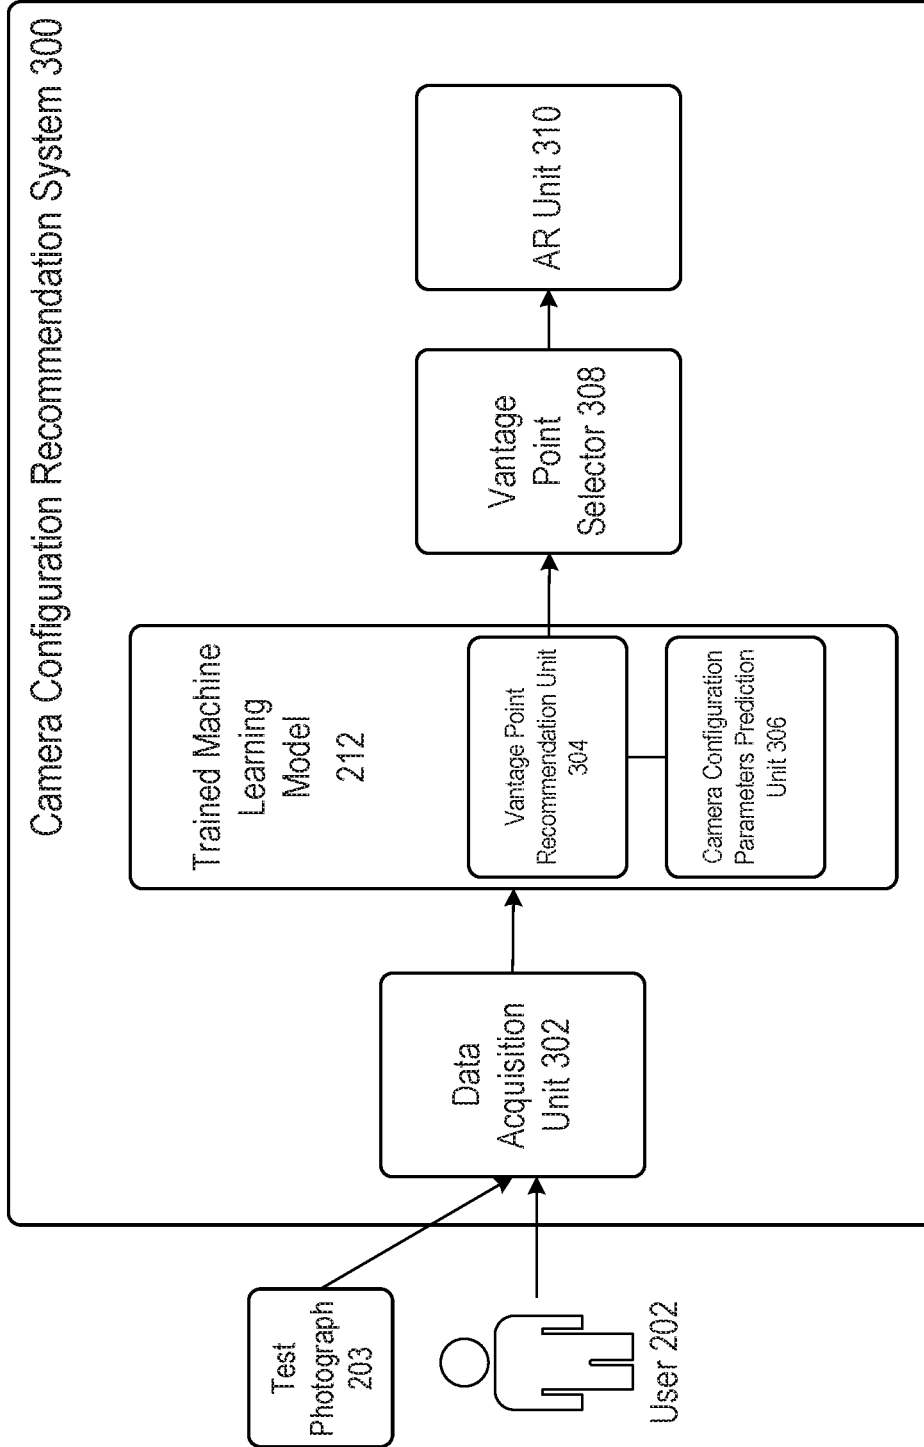 Camera Configuration Recommendation System 300
Test
Photograph
203
User 202
Data
Acquisition
Unit 302
Trained Machine
Learning
Model
212
Vantage Point
Recommendation Unit
304
Camera Configuration
Parameters Prediction
Unit 306
Vantage
Point
Selector 308
AR Unit 310